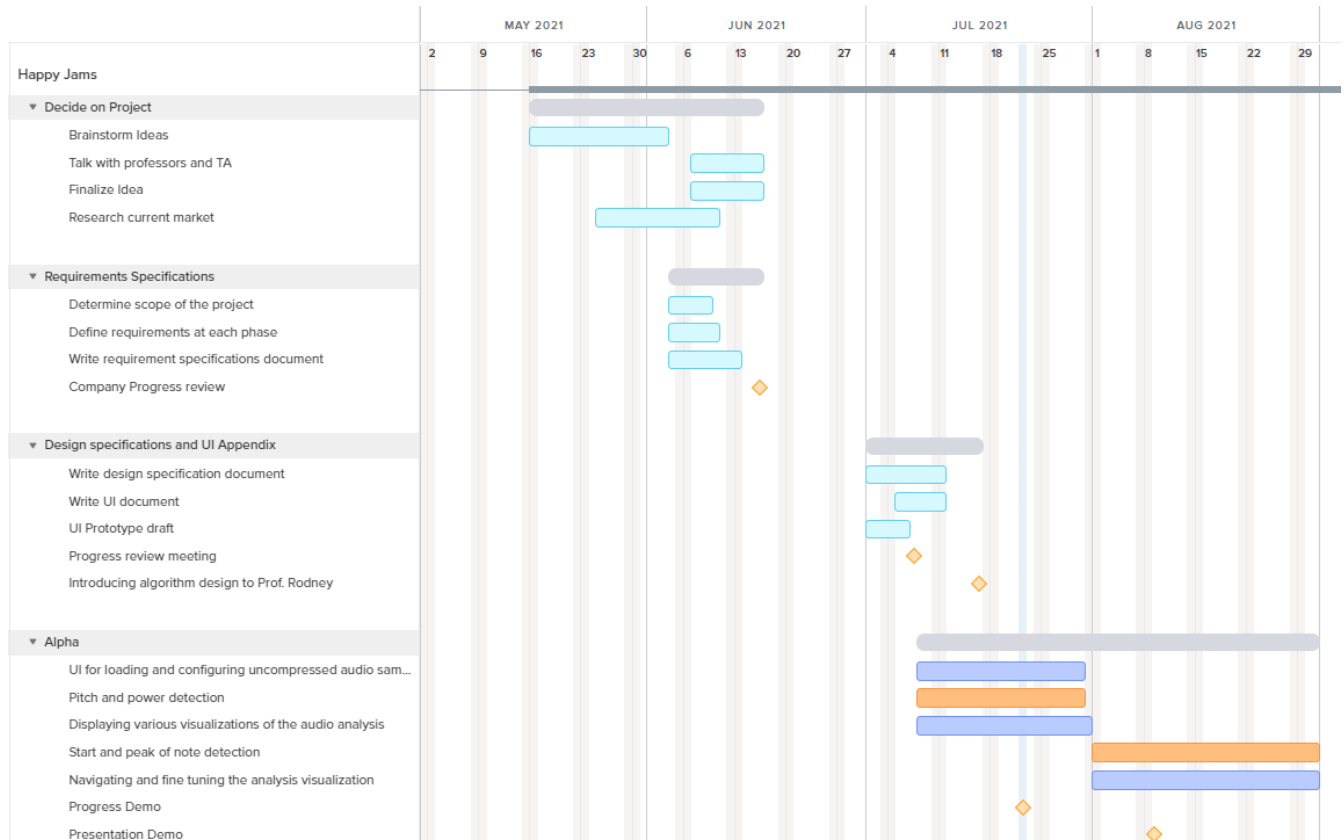 MAY 2021 JUN 2021 JUL 2021 AUG 2021
2 9 16 23 30 6 13 20 27 4 11 18 25 1 8 15 22 29
Happy Jams
Decide on Project
Brainstorm Ideas
Talk with professors and TA
Finalize Idea
Research current market
Requirements Specifications
Determine scope of the project
Define requirements at each phase
Write requirement specifications document
Company Progress review
Design specifications and UI Appendix
Write design specification document
Write UI document
UI Prototype draft
Progress review meeting
Introducing algorithm design to Prof. Rodney
Alpha
UI for loading and configuring uncompressed audio sam...
Pitch and power detection
Displaying various visualizations of the audio analysis
Start and peak of note detection
Navigating and fine tuning the analysis visualization
Progress Demo
Presentation Demo